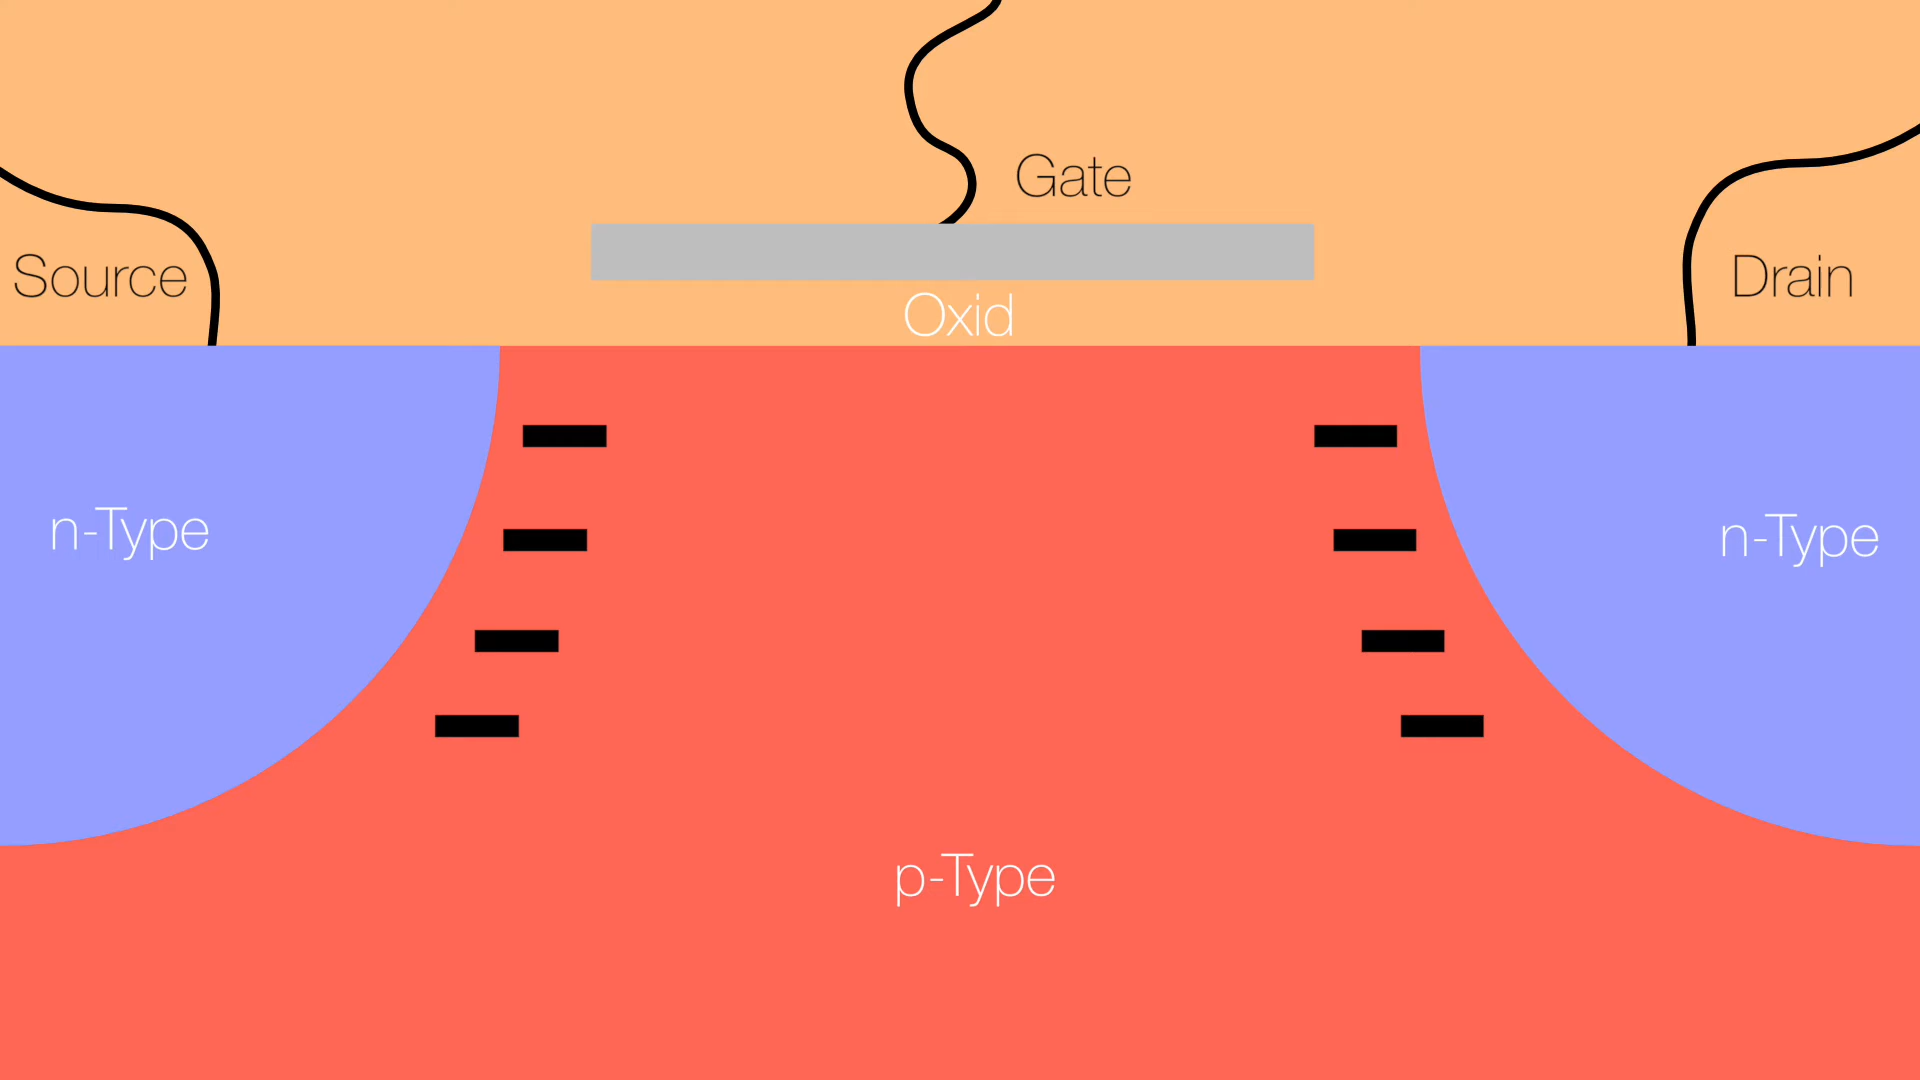 Gate
Source
Drain
Oxid
n-Type
n-Type
p-Type